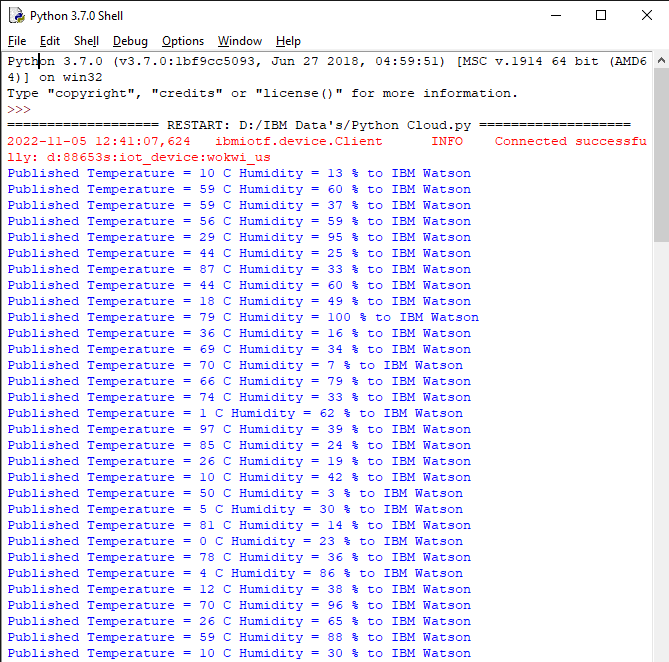 Python 3.7.0 Shell
File Edit Shell Debug Options Window Help
Python 3.7.0 (v3.7.0:1bf9cc5093, Jun 27 2018, 04:59:51) [MSC v.1914 64 bit (AMD6
4)] on win32
Type "copyright", "credits" or "license()" for more information.
>>>
=================== RESTART: D:/IBM Data's/Python Cloud.py ===================
2022-11-05 12:41:07,624   ibmiotf.device.Client      INFO    Connected successfu
lly: d:88653s:iot_device:wokwi_us
Published Temperature = 10 C Humidity = 13 % to IBM Watson
Published Temperature = 59 C Humidity = 60 % to IBM Watson
Published Temperature = 59 C Humidity = 37 % to IBM Watson
Published Temperature = 56 C Humidity = 59 % to IBM Watson
Published Temperature = 29 C Humidity = 95 % to IBM Watson
Published Temperature = 44 C Humidity = 25 % to IBM Watson
Published Temperature = 87 C Humidity = 33 % to IBM Watson
Published Temperature = 44 C Humidity = 60 % to IBM Watson
Published Temperature = 18 C Humidity = 49 % to IBM Watson
Published Temperature = 79 C Humidity = 100 % to IBM Watson
Published Temperature = 36 C Humidity = 16 % to IBM Watson
Published Temperature = 69 C Humidity = 34 % to IBM Watson
Published Temperature = 70 C Humidity = 7 % to IBM Watson
Published Temperature = 66 C Humidity = 79 % to IBM Watson
Published Temperature = 74 C Humidity = 33 % to IBM Watson
Published Temperature = 1 C Humidity = 62 % to IBM Watson
Published Temperature = 97 C Humidity = 39 % to IBM Watson
Published Temperature = 85 C Humidity = 24 % to IBM Watson
Published Temperature = 26 C Humidity = 19 % to IBM Watson
Published Temperature = 10 C Humidity = 42 % to IBM Watson
Published Temperature = 50 C Humidity = 3 % to IBM Watson
Published Temperature = 5 C Humidity = 30 % to IBM Watson
Published Temperature = 81 C Humidity = 14 % to IBM Watson
Published Temperature = 0 C Humidity = 23 % to IBM Watson
Published Temperature = 78 C Humidity = 36 % to IBM Watson
Published Temperature = 4 C Humidity = 86 % to IBM Watson
Published Temperature = 12 C Humidity = 38 % to IBM Watson
Published Temperature = 70 C Humidity = 96 % to IBM Watson
Published Temperature = 26 C Humidity = 65 % to IBM Watson
Published Temperature = 59 C Humidity = 88 % to IBM Watson
Published Temperature = 10 C Humidity = 30 % to IBM Watson